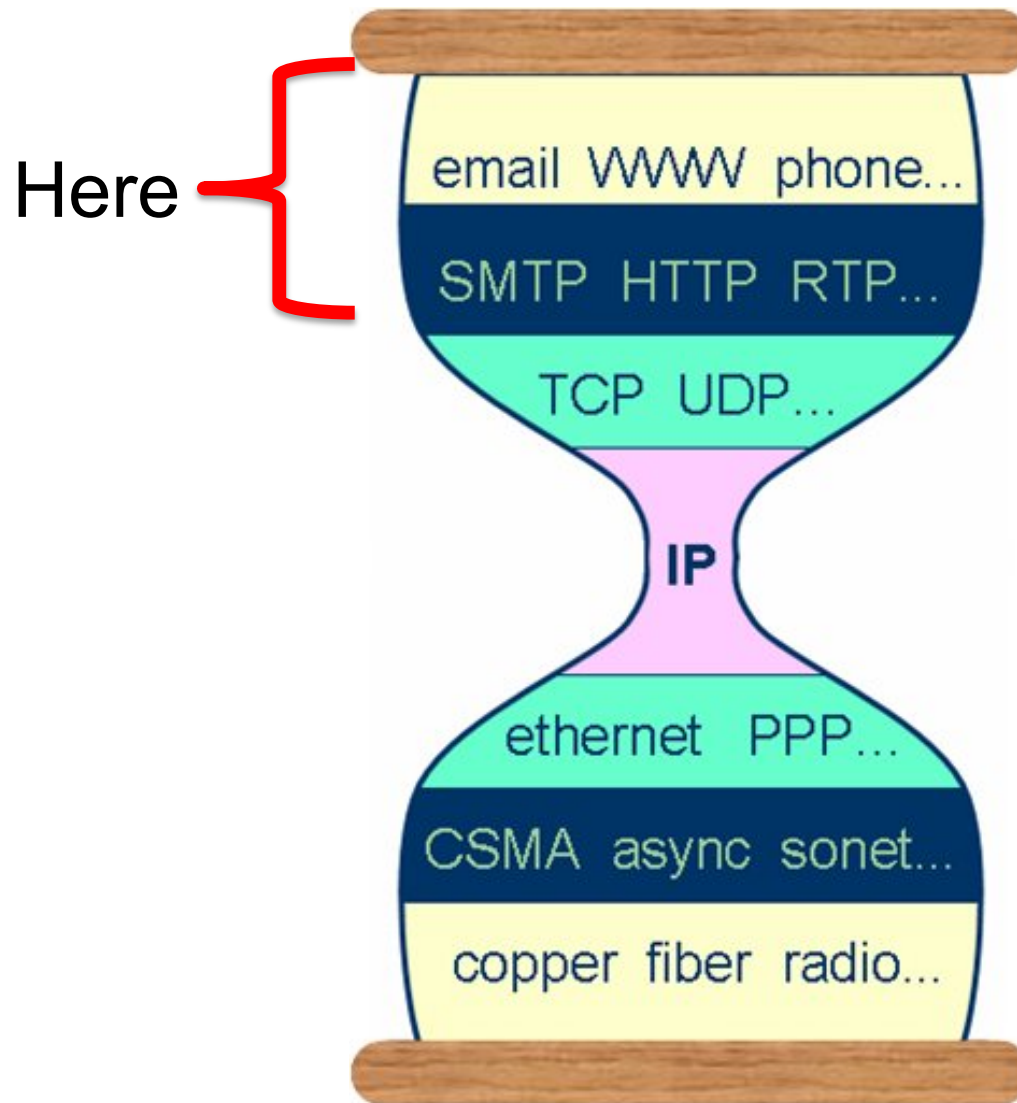 Here
email WWW phone...
SMTP HTTP RTP...
TCP UDP...
IP
ethernet PPP...
CSMA async sonet...
copper fiber radio...